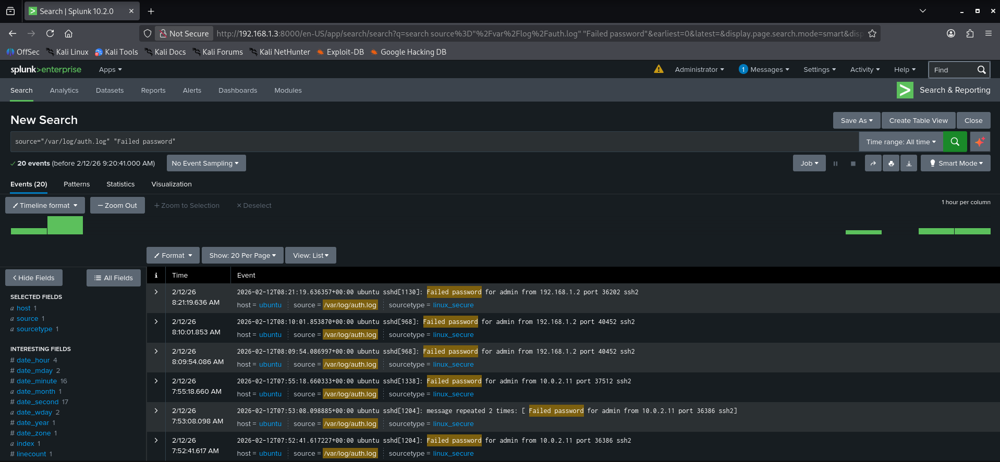 Search | Splunk 10.2.0
Not Secure http://192.168.1.3:8000/en-US/app/search/search?q=search source%3D"%2Fvar%2Flog%2Fauth.log" "Failed password"&earliest=0&latest=&display.page.search.mode=smart&disp
OffSec Kali Linux Kali Tools Kali Docs Kali Forums Kali NetHunter Exploit-DB Google Hacking DB
splunk>enterprise Apps Administrator 1 Messages Settings Activity Help Find
Search Analytics Datasets Reports Alerts Dashboards Modules Search & Reporting
New Search Save As Create Table View Close
source="/var/log/auth.log" "Failed password" Time range: All time
20 events (before 2/12/26 9:20:41.000 AM) No Event Sampling Job Smart Mode
Events (20) Patterns Statistics Visualization
Timeline format Zoom Out Zoom to Selection Deselect 1 hour per column
Format Show: 20 Per Page View: List
Hide Fields All Fields
i Time Event
SELECTED FIELDS
a host 1
a source 1
a sourcetype 1
INTERESTING FIELDS
# date_hour 4
# date_mday 2
# date_minute 16
a date_month 1
# date_second 17
a date_wday 2
# date_year 1
# date_zone 1
a index 1
# linecount 1
2/12/26 2026-02-12T08:21:19.636357+00:00 ubuntu sshd[1130]: Failed password for admin from 192.168.1.2 port 36202 ssh2
8:21:19.636 AM host = ubuntu source = /var/log/auth.log sourcetype = linux_secure
2/12/26 2026-02-12T08:10:01.853870+00:00 ubuntu sshd[968]: Failed password for admin from 192.168.1.2 port 40452 ssh2
8:10:01.853 AM host = ubuntu source = /var/log/auth.log sourcetype = linux_secure
2/12/26 2026-02-12T08:09:54.086997+00:00 ubuntu sshd[968]: Failed password for admin from 192.168.1.2 port 40452 ssh2
8:09:54.086 AM host = ubuntu source = /var/log/auth.log sourcetype = linux_secure
2/12/26 2026-02-12T07:55:18.660333+00:00 ubuntu sshd[1338]: Failed password for admin from 10.0.2.11 port 37512 ssh2
7:55:18.660 AM host = ubuntu source = /var/log/auth.log sourcetype = linux_secure
2/12/26 2026-02-12T07:53:08.098885+00:00 ubuntu sshd[1204]: message repeated 2 times: [ Failed password for admin from 10.0.2.11 port 36386 ssh2]
7:53:08.098 AM host = ubuntu source = /var/log/auth.log sourcetype = linux_secure
2/12/26 2026-02-12T07:52:41.617227+00:00 ubuntu sshd[1204]: Failed password for admin from 10.0.2.11 port 36386 ssh2
7:52:41.617 AM host = ubuntu source = /var/log/auth.log sourcetype = linux_secure